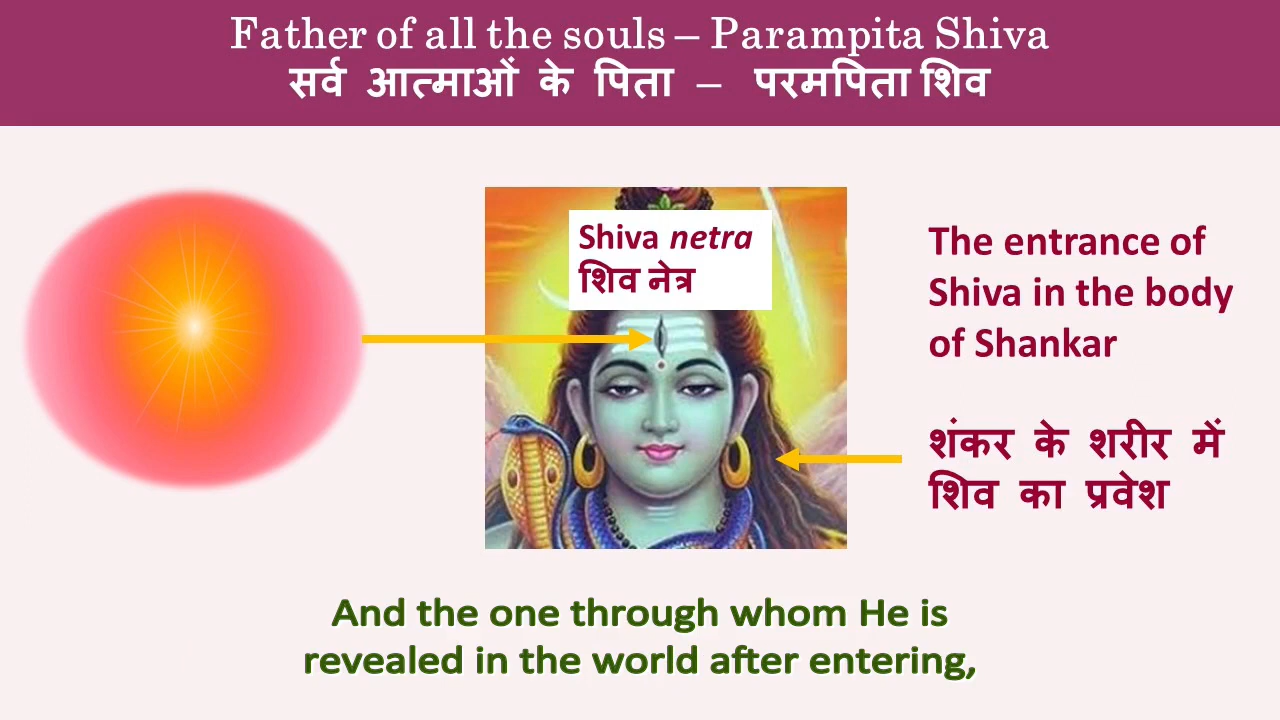 Father of all the souls – Parampita Shiva
सर्व आत्माओं के पिता – परमपिता शिव
Shiva netra
शिव नेत्र
The entrance of
Shiva in the body
of Shankar
शंकर के शरीर में
शिव का प्रवेश
And the one through whom He is
revealed in the world after entering,